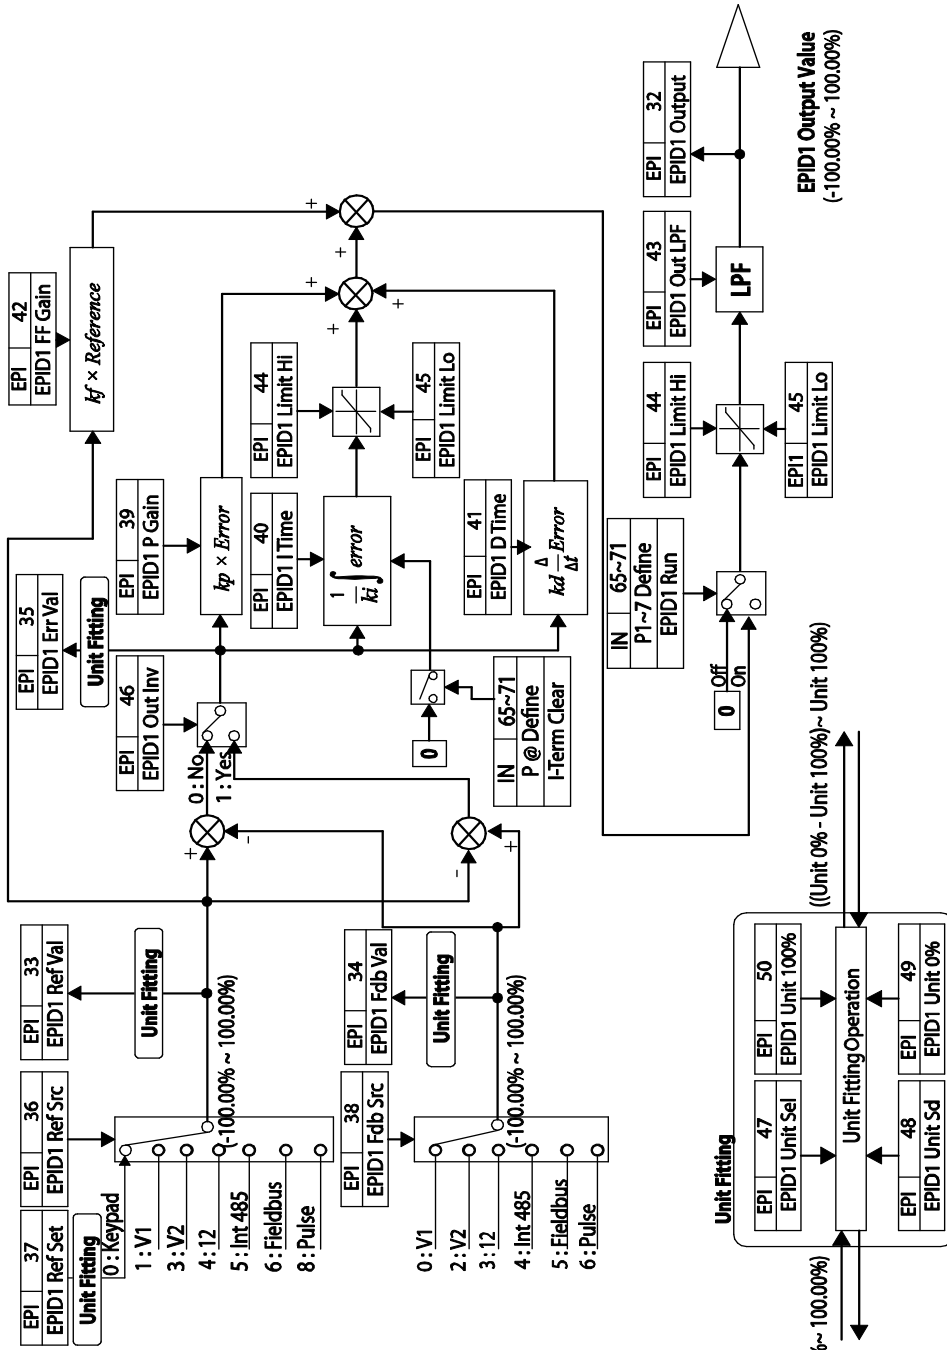 EPI 37
EPID1 Ref Set
Unit Fitting
EPI 36
EPID1 Ref Src
EPI 33
EPID1 Ref Val
Unit Fitting
0 : Keypad
1 : V1
3 : V2
4 : 12
5 : Int 485
6 : Fieldbus
8 : Pulse
(-100.00% ~ 100.00%)
EPI 38
EPID1 Fdb Src
EPI 34
EPID1 Fdb Val
Unit Fitting
0 : V1
2 : V2
3 : 12
4 : Int 485
5 : Fieldbus
6 : Pulse
(-100.00% ~ 100.00%)
+
-
-
+
0 : No
1 : Yes
EPI 46
EPID1 Out Inv
EPI 35
EPID1 Err Val
Unit Fitting
EPI 42
EPID1 FF Gain
kf × Reference
EPI 39
EPID1 P Gain
kp × Error
EPI 40
EPID1 I Time
1/ki ∫ error
EPI 44
EPID1 Limit Hi
EPI 45
EPID1 Limit Lo
EPI 41
EPID1 D Time
kd Δ/Δt Error
0
IN 65~71
P @ Define
I-Term Clear
+
+
+
+
+
IN 65~71
P1~7 Define
EPID1 Run
0
Off
On
EPI 44
EPID1 Limit Hi
EPI1 45
EPID1 Limit Lo
EPI 43
EPID1 Out LPF
LPF
EPI 32
EPID1 Output
EPID1 Output Value
(-100.00% ~ 100.00%)
Unit Fitting
EPI 47
EPID1 Unit Sel
EPI 50
EPID1 Unit 100%
Unit Fitting Operation
EPI 48
EPID1 Unit Sd
EPI 49
EPID1 Unit 0%
%~ 100.00%)
((Unit 0% - Unit 100%)~ Unit 100%)